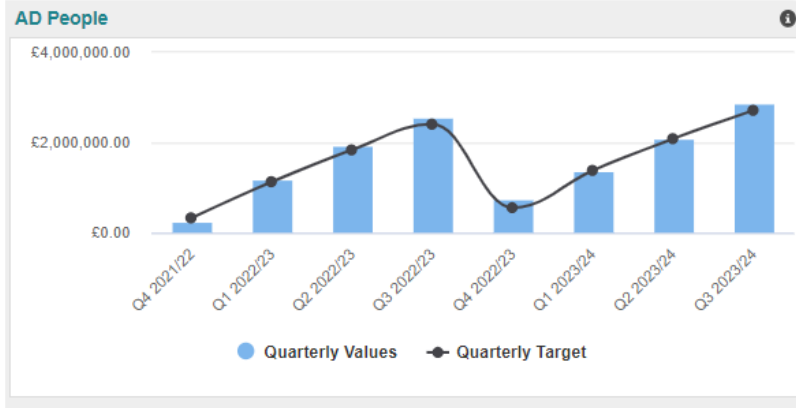 AD People
£4,000,000.00
£2,000,000.00
£0.00
Q4 2021/22
Q1 2022/23
Q2 2022/23
Q3 2022/23
Q4 2022/23
Q1 2023/24
Q2 2023/24
Q3 2023/24
Quarterly Values
Quarterly Target